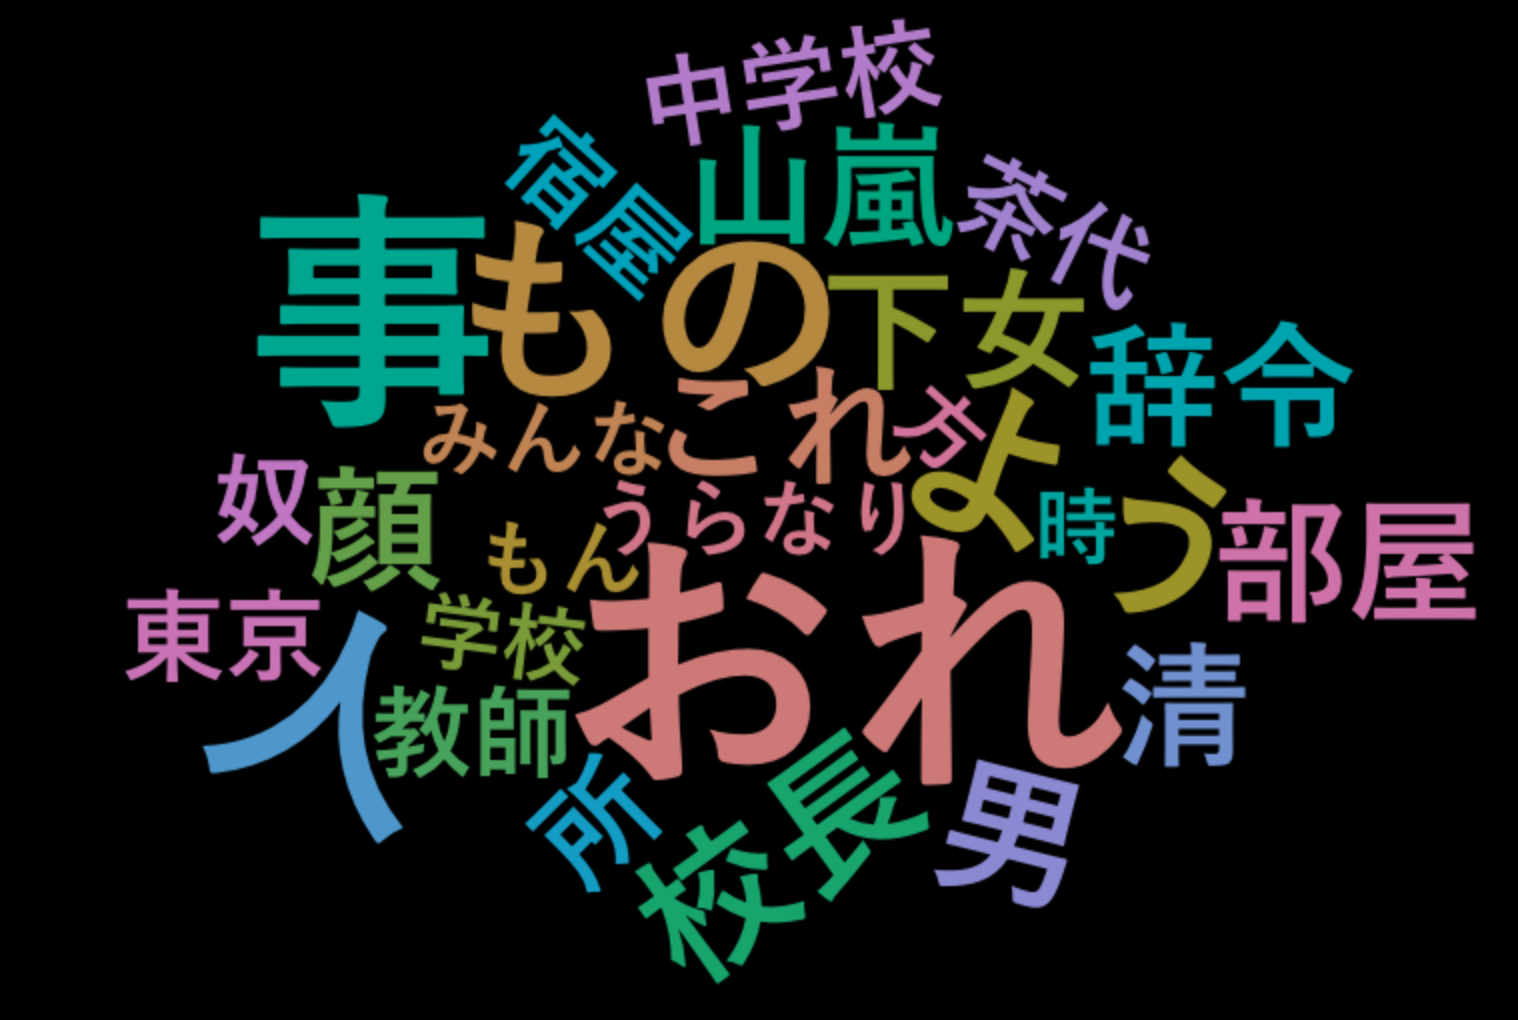 中学校
宿屋
山嵐
茶代
事
もの
下女
辞令
みんな
これ
方
よう
奴
顔
もん
うらなり
時
部屋
東京
人
学校
おれ
清
教師
所
校長
男